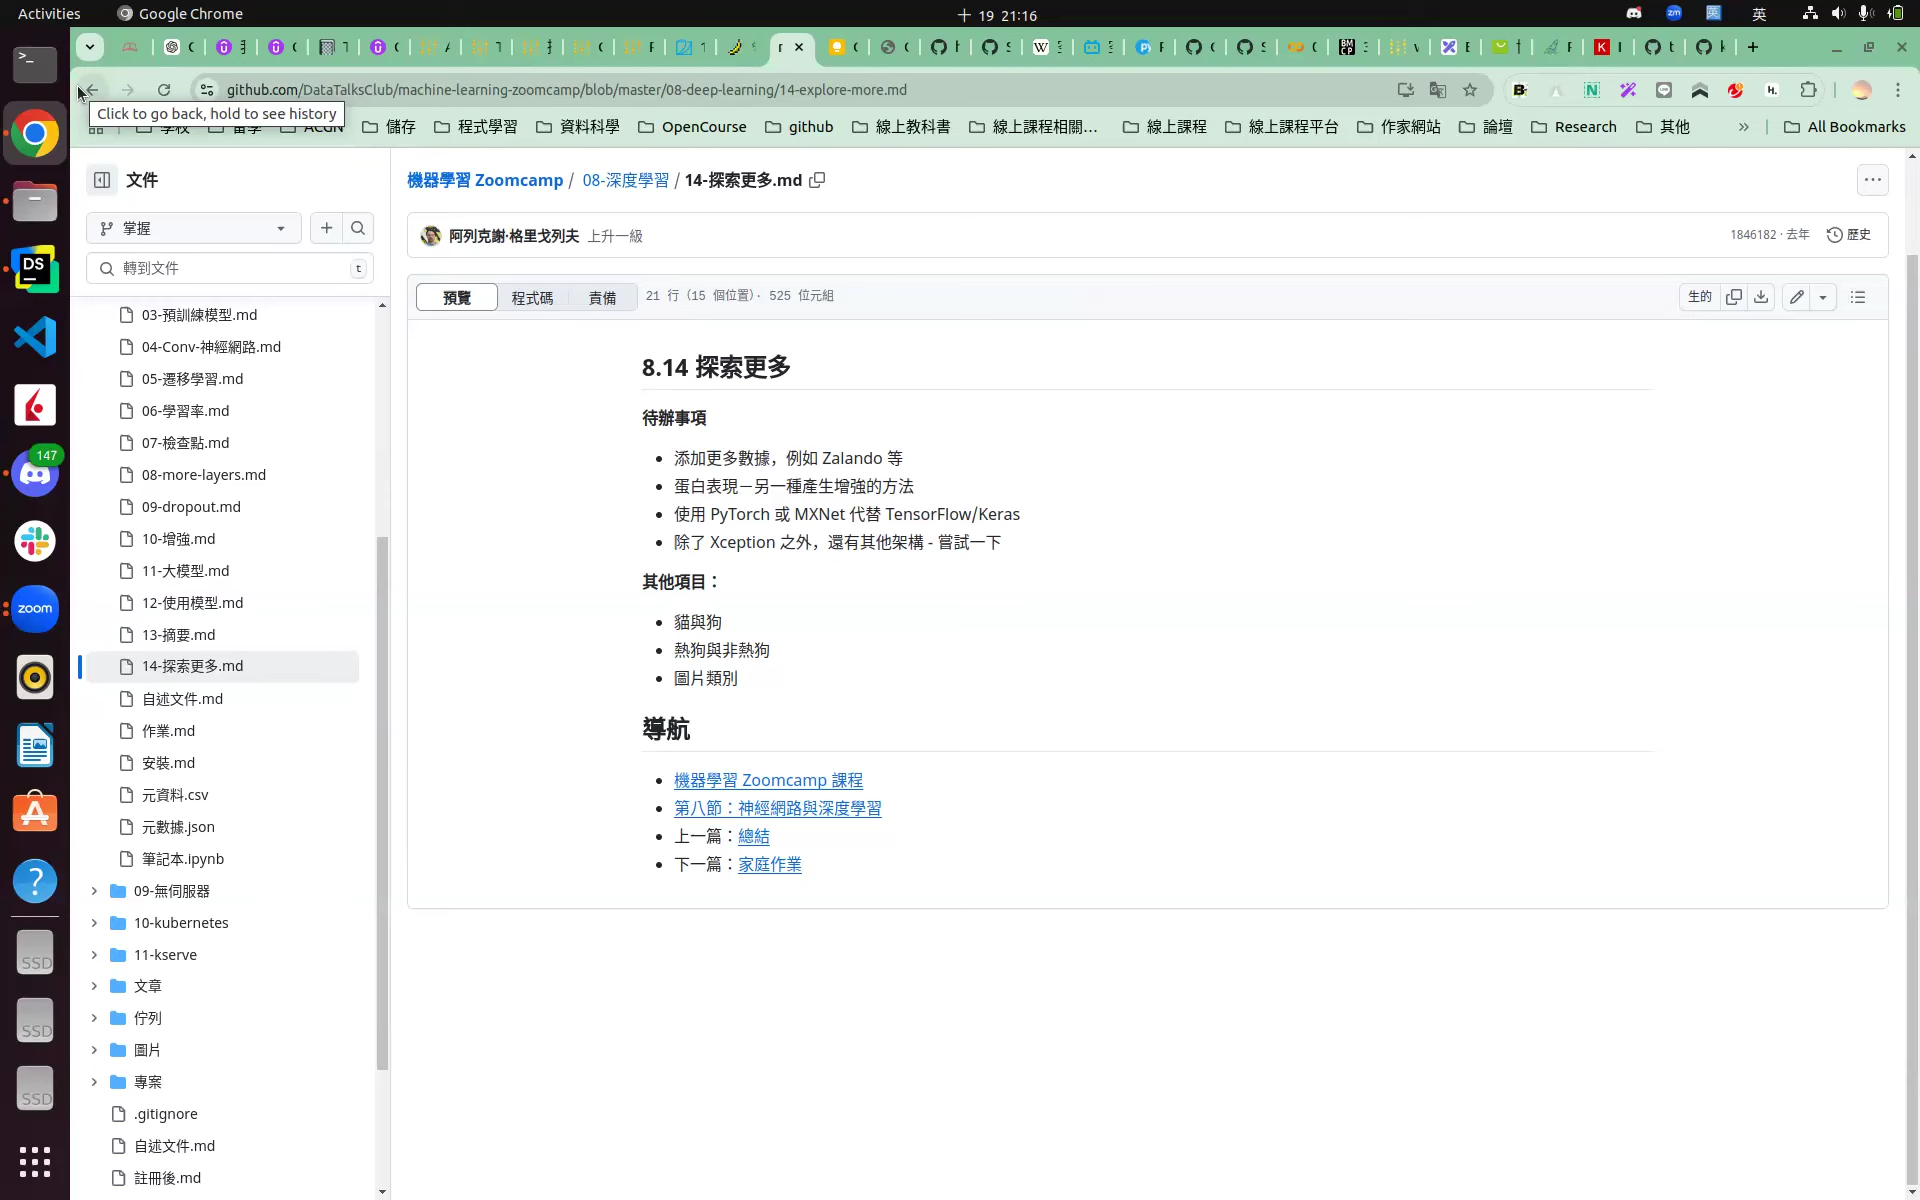 Activities
Google Chrome
19 21:16
英
github.com/DataTalksClub/machine-learning-zoomcamp/blob/master/08-deep-learning/14-explore-more.md
Click to go back, hold to see history
儲存
程式學習
資料科學
OpenCourse
github
線上教科書
線上課程相關...
線上課程
線上課程平台
作家網站
論壇
Research
其他
»
All Bookmarks
文件
掌握
轉到文件
t
03-預訓練模型.md
04-Conv-神經網路.md
05-遷移學習.md
06-學習率.md
07-檢查點.md
08-more-layers.md
09-dropout.md
10-增強.md
11-大模型.md
12-使用模型.md
13-摘要.md
14-探索更多.md
自述文件.md
作業.md
安裝.md
元資料.csv
元數據.json
筆記本.ipynb
09-無伺服器
10-kubernetes
11-kserve
文章
佇列
圖片
專案
.gitignore
自述文件.md
註冊後.md
機器學習 Zoomcamp / 08-深度學習 / 14-探索更多.md
阿列克謝·格里戈列夫 上升一級
1846182 · 去年
歷史
預覽
程式碼
責備
21 行（15 個位置）· 525 位元組
生的
8.14 探索更多
待辦事項
• 添加更多數據，例如 Zalando 等
• 蛋白表現－另一種產生增強的方法
• 使用 PyTorch 或 MXNet 代替 TensorFlow/Keras
• 除了 Xception 之外，還有其他架構 - 嘗試一下
其他項目：
• 貓與狗
• 熱狗與非熱狗
• 圖片類別
導航
• 機器學習 Zoomcamp 課程
• 第八節：神經網路與深度學習
• 上一篇：總結
• 下一篇：家庭作業
DS
147
zoom
SSD
SSD
SSD